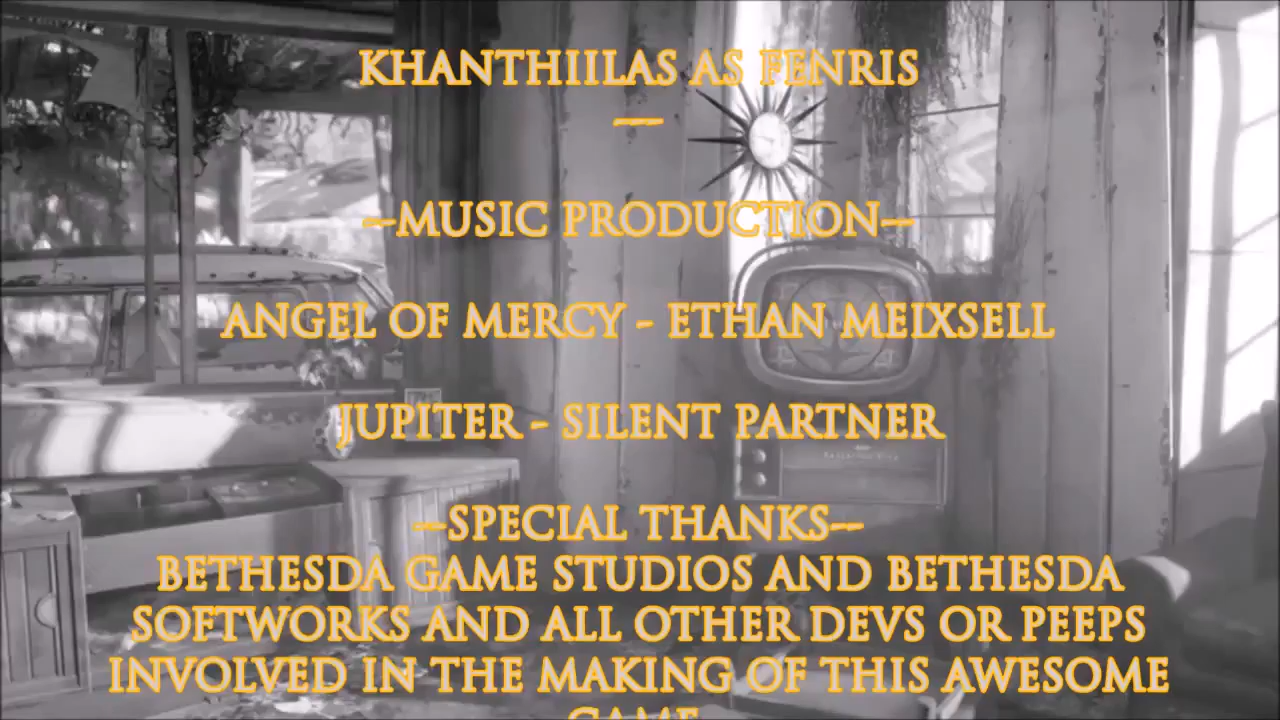 KHANTHIILAS AS FENRIS
----
--MUSIC PRODUCTION--
ANGEL OF MERCY - ETHAN MEIXSELL
JUPITER - SILENT PARTNER
--SPECIAL THANKS--
BETHESDA GAME STUDIOS AND BETHESDA
SOFTWORKS AND ALL OTHER DEVS OR PEEPS
INVOLVED IN THE MAKING OF THIS AWESOME
GAME